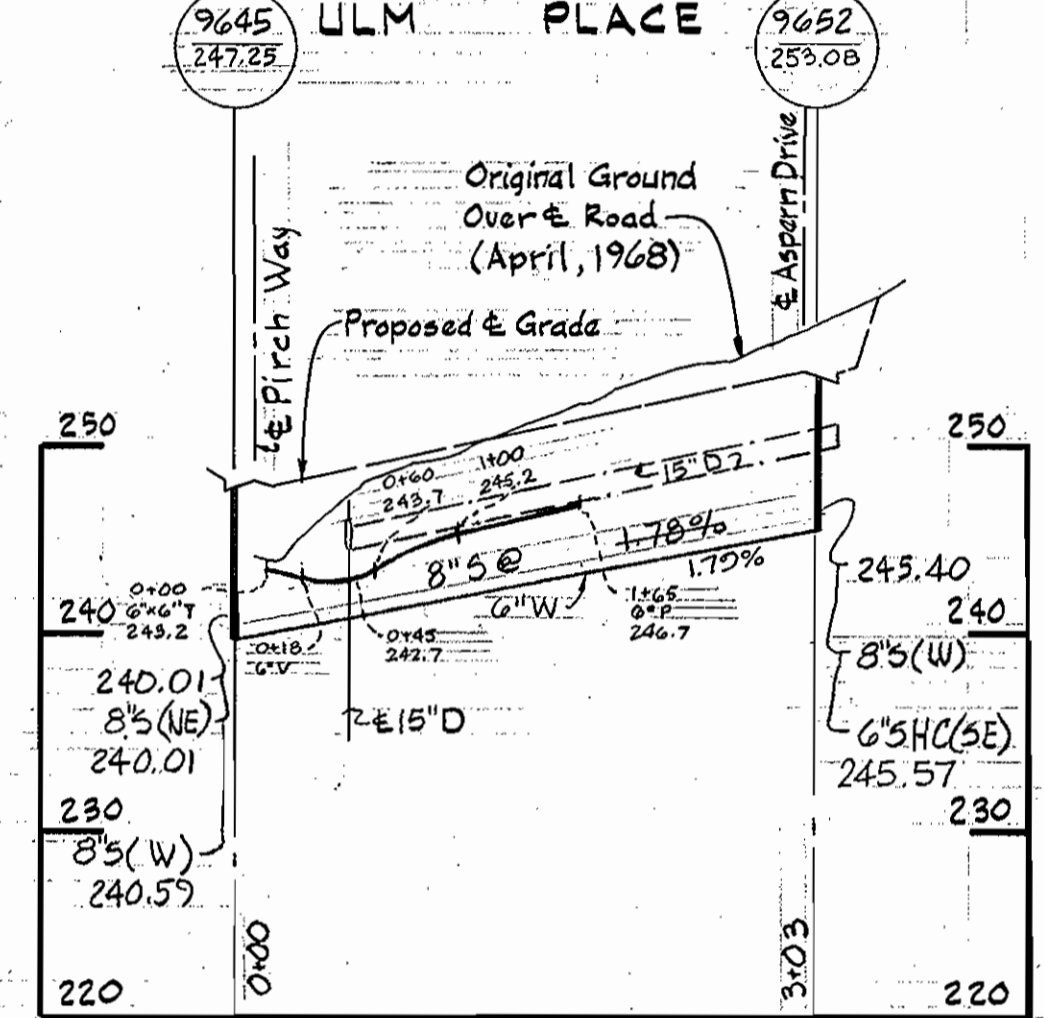 ULM PLACE
9645
247.25
9652
253.08
Original Ground
Over ℄ Road
(April, 1968)
℄ Aspern Drive
℄ Pirch Way
Proposed ℄ Grade
250
250
0+60
243.7
1+00
245.2
℄ 15"D
8"S @
1.78%
1.79%
6"W
0+00
6"x6"T
243.2
240
0+18
6"V
0+45
242.7
1+65
6"P
246.7
245.40
240
8"S(W)
240.01
8"S(NE)
240.01
℄ 15"D
6"SHC(SE)
245.57
230
230
8"S(W)
240.59
0+00
3+03
220
220